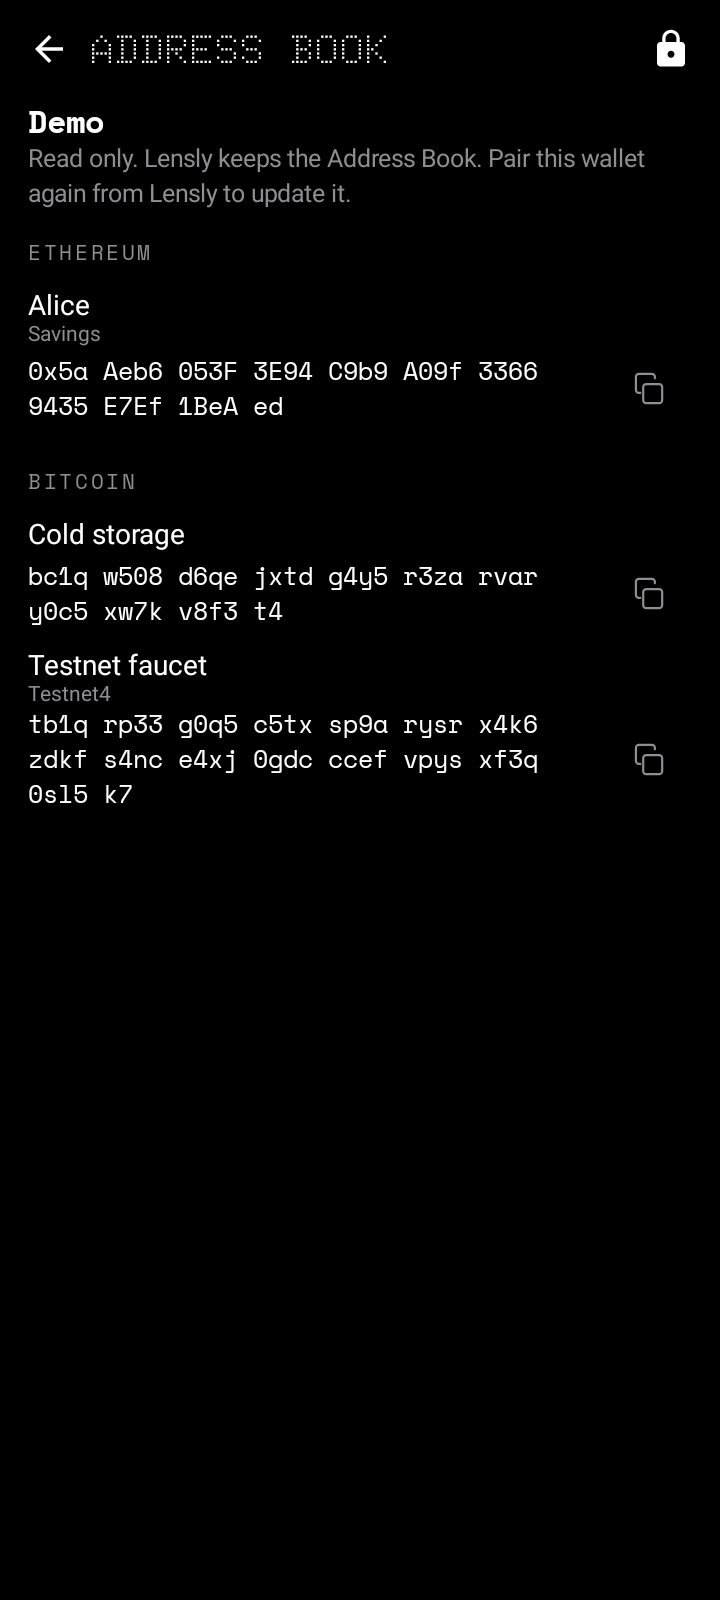 ADDRESS BOOK
Demo
Read only. Lensly keeps the Address Book. Pair this wallet
again from Lensly to update it.
ETHEREUM
Alice
Savings
0x5a Aeb6 053F 3E94 C9b9 A09f 3366
9435 E7Ef 1BeA ed
BITCOIN
Cold storage
bc1q w508 d6qe jxtd g4y5 r3za rvar
y0c5 xw7k v8f3 t4
Testnet faucet
Testnet4
tb1q rp33 g0q5 c5tx sp9a rysr x4k6
zdkf s4nc e4xj 0gdc ccef vpys xf3q
0sl5 k7